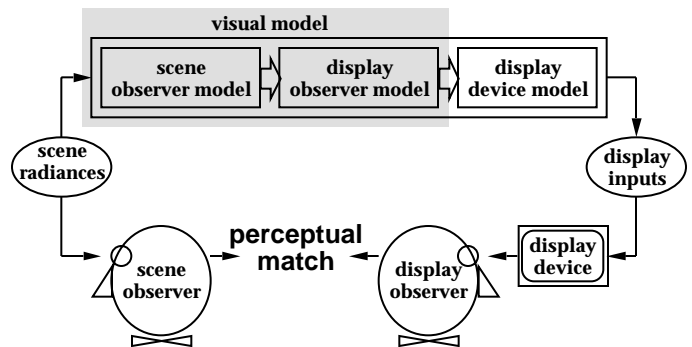 visual model
scene
observer model
display
observer model
display
device model
scene
radiances
display
inputs
perceptual
match
scene
observer
display
observer
display
device